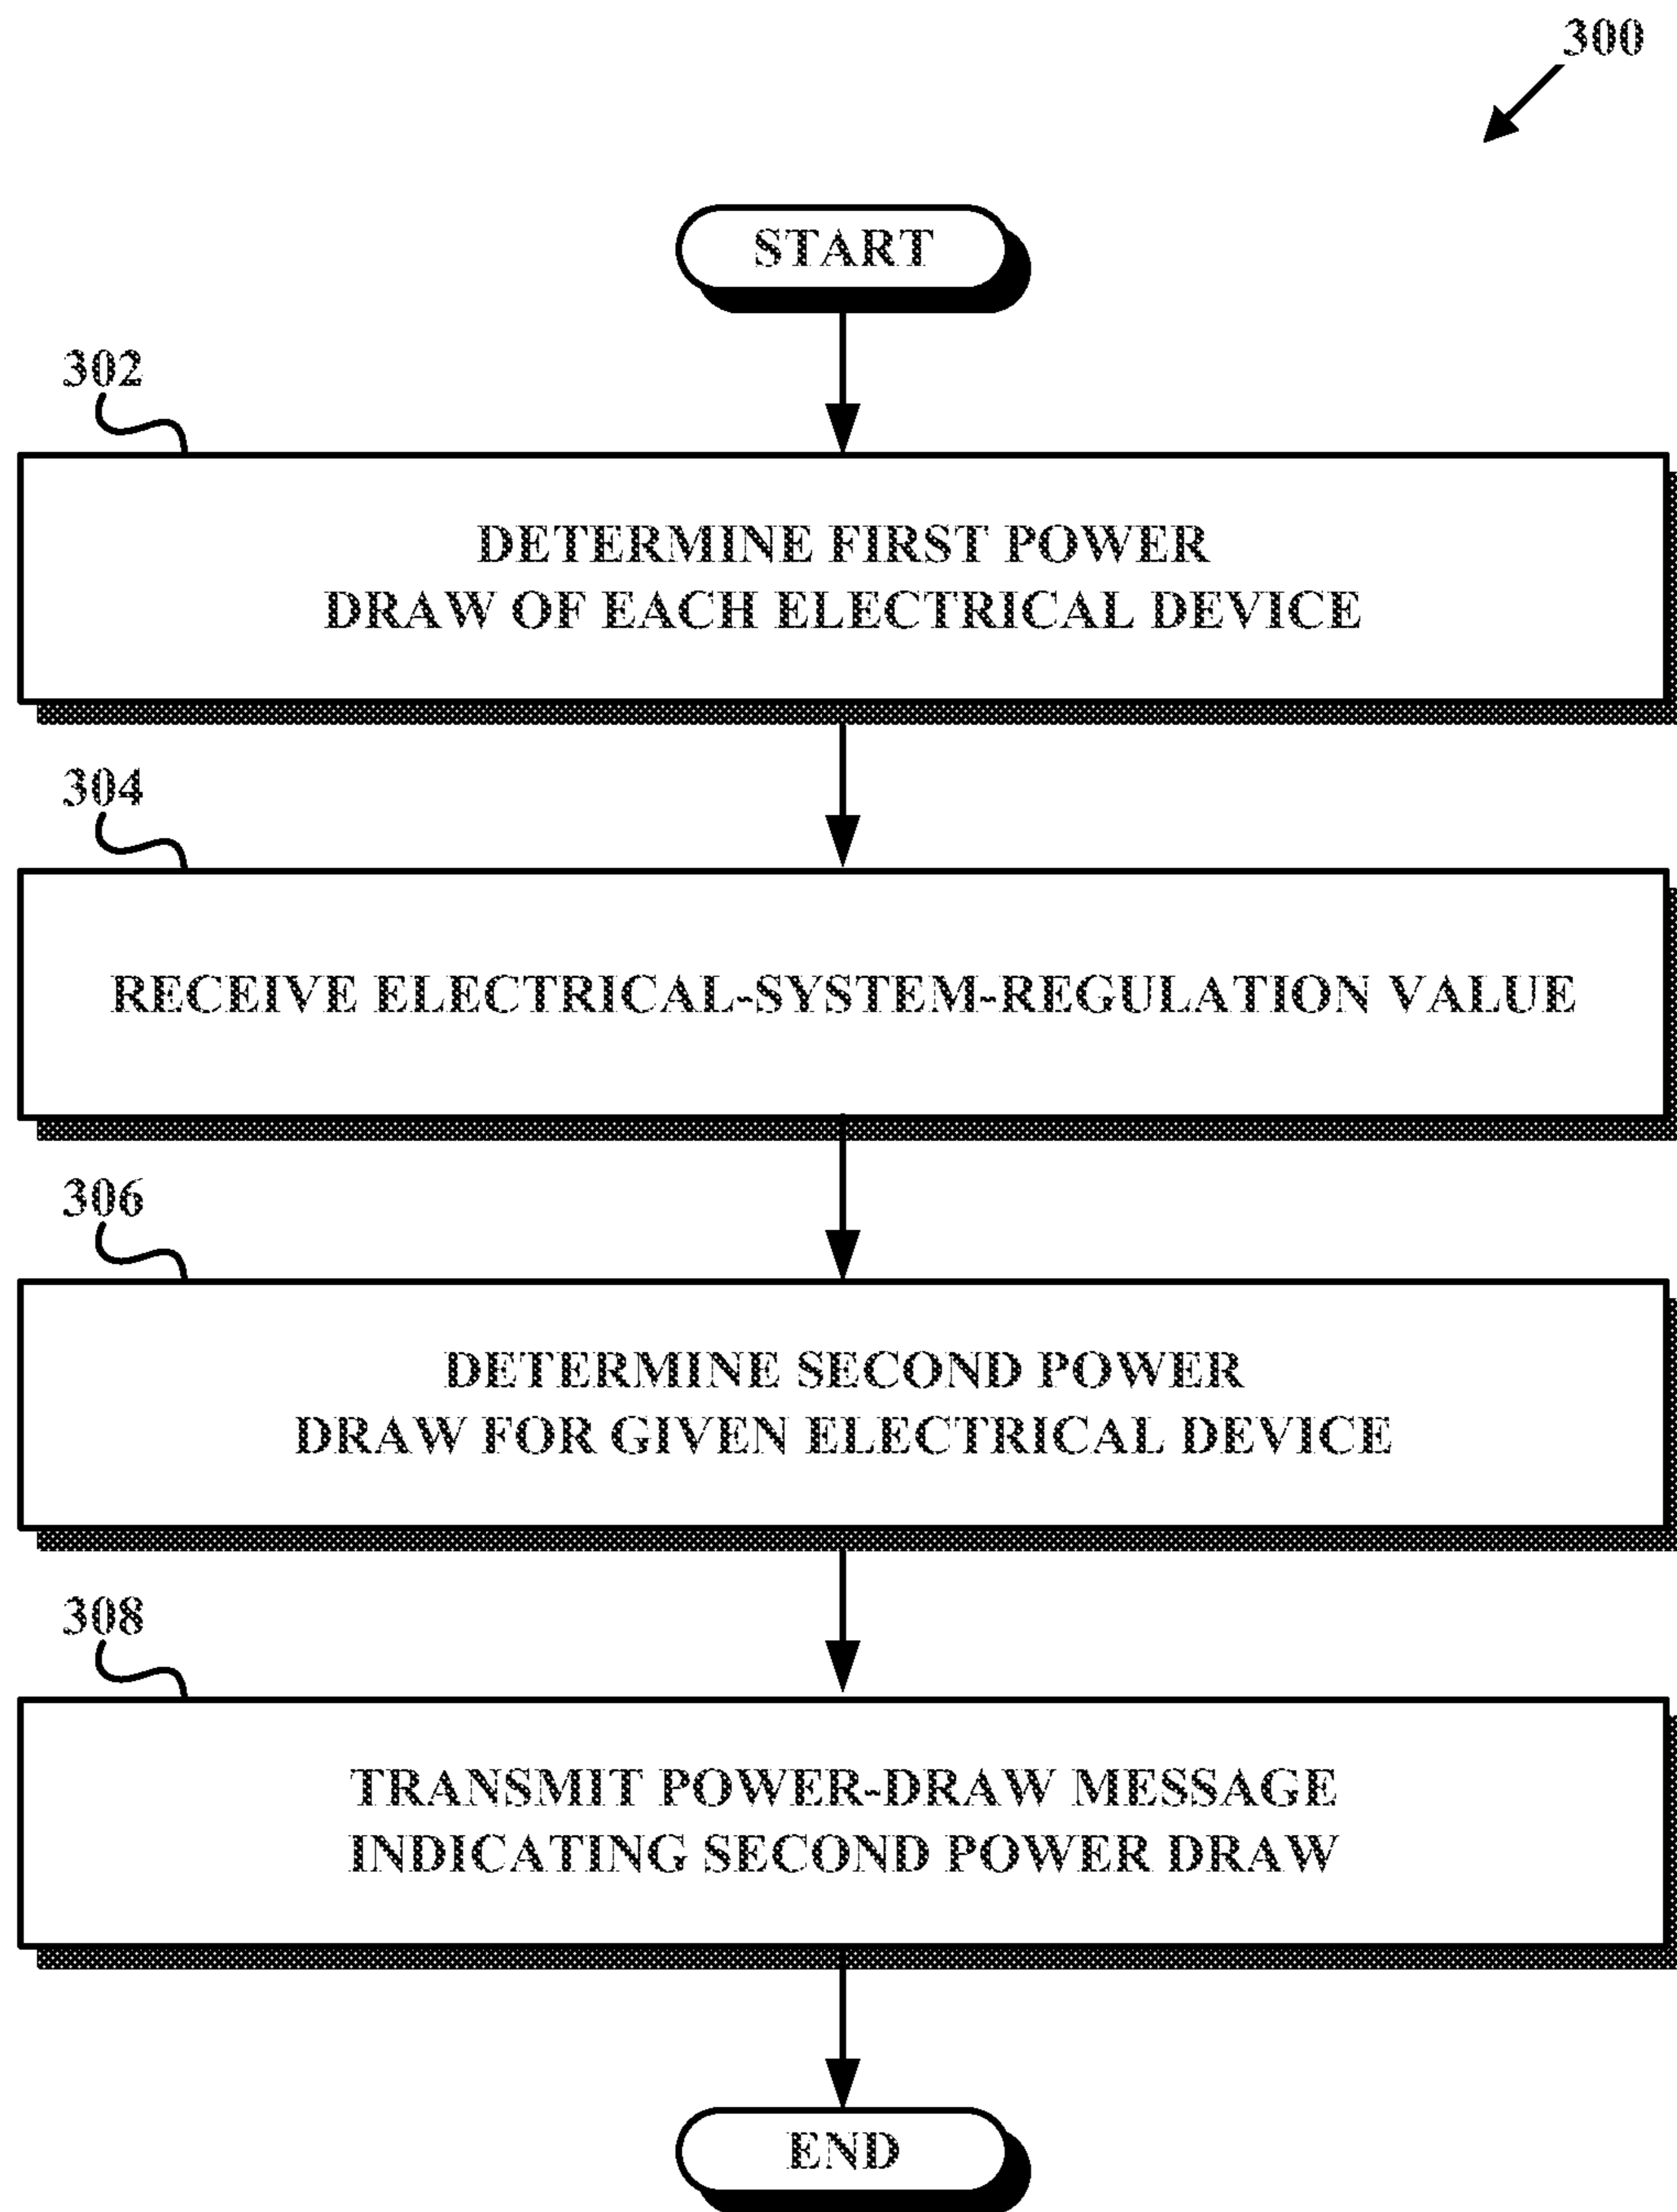 300
START
302
DETERMINE FIRST POWER
DRAW OF EACH ELECTRICAL DEVICE
304
RECEIVE ELECTRICAL-SYSTEM-REGULATION VALUE
306
DETERMINE SECOND POWER
DRAW FOR GIVEN ELECTRICAL DEVICE
308
TRANSMIT POWER-DRAW MESSAGE
INDICATING SECOND POWER DRAW
END